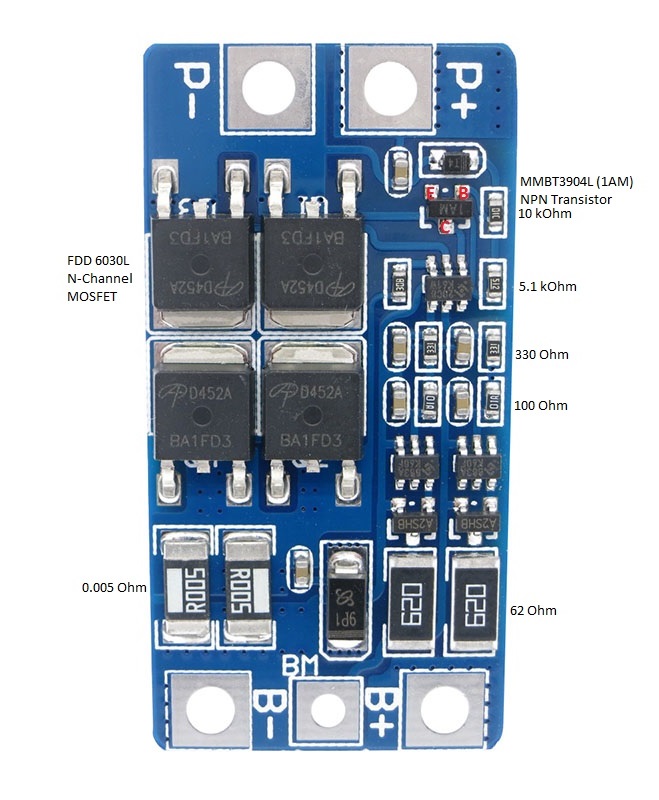 P-
P+
T4
MMBT3904L (1AM)
NPN Transistor
10 kOhm
E
B
1AM
C
FDD 6030L
N-Channel
MOSFET
BA1FD3
D452A
BA1FD3
D452A
512
5.1 kOhm
330 Ohm
100 Ohm
D452A
BA1FD3
D452A
BA1FD3
A2SHB
A2SHB
0.005 Ohm
R005
R005
9P1
620
620
62 Ohm
BM
B-
B+